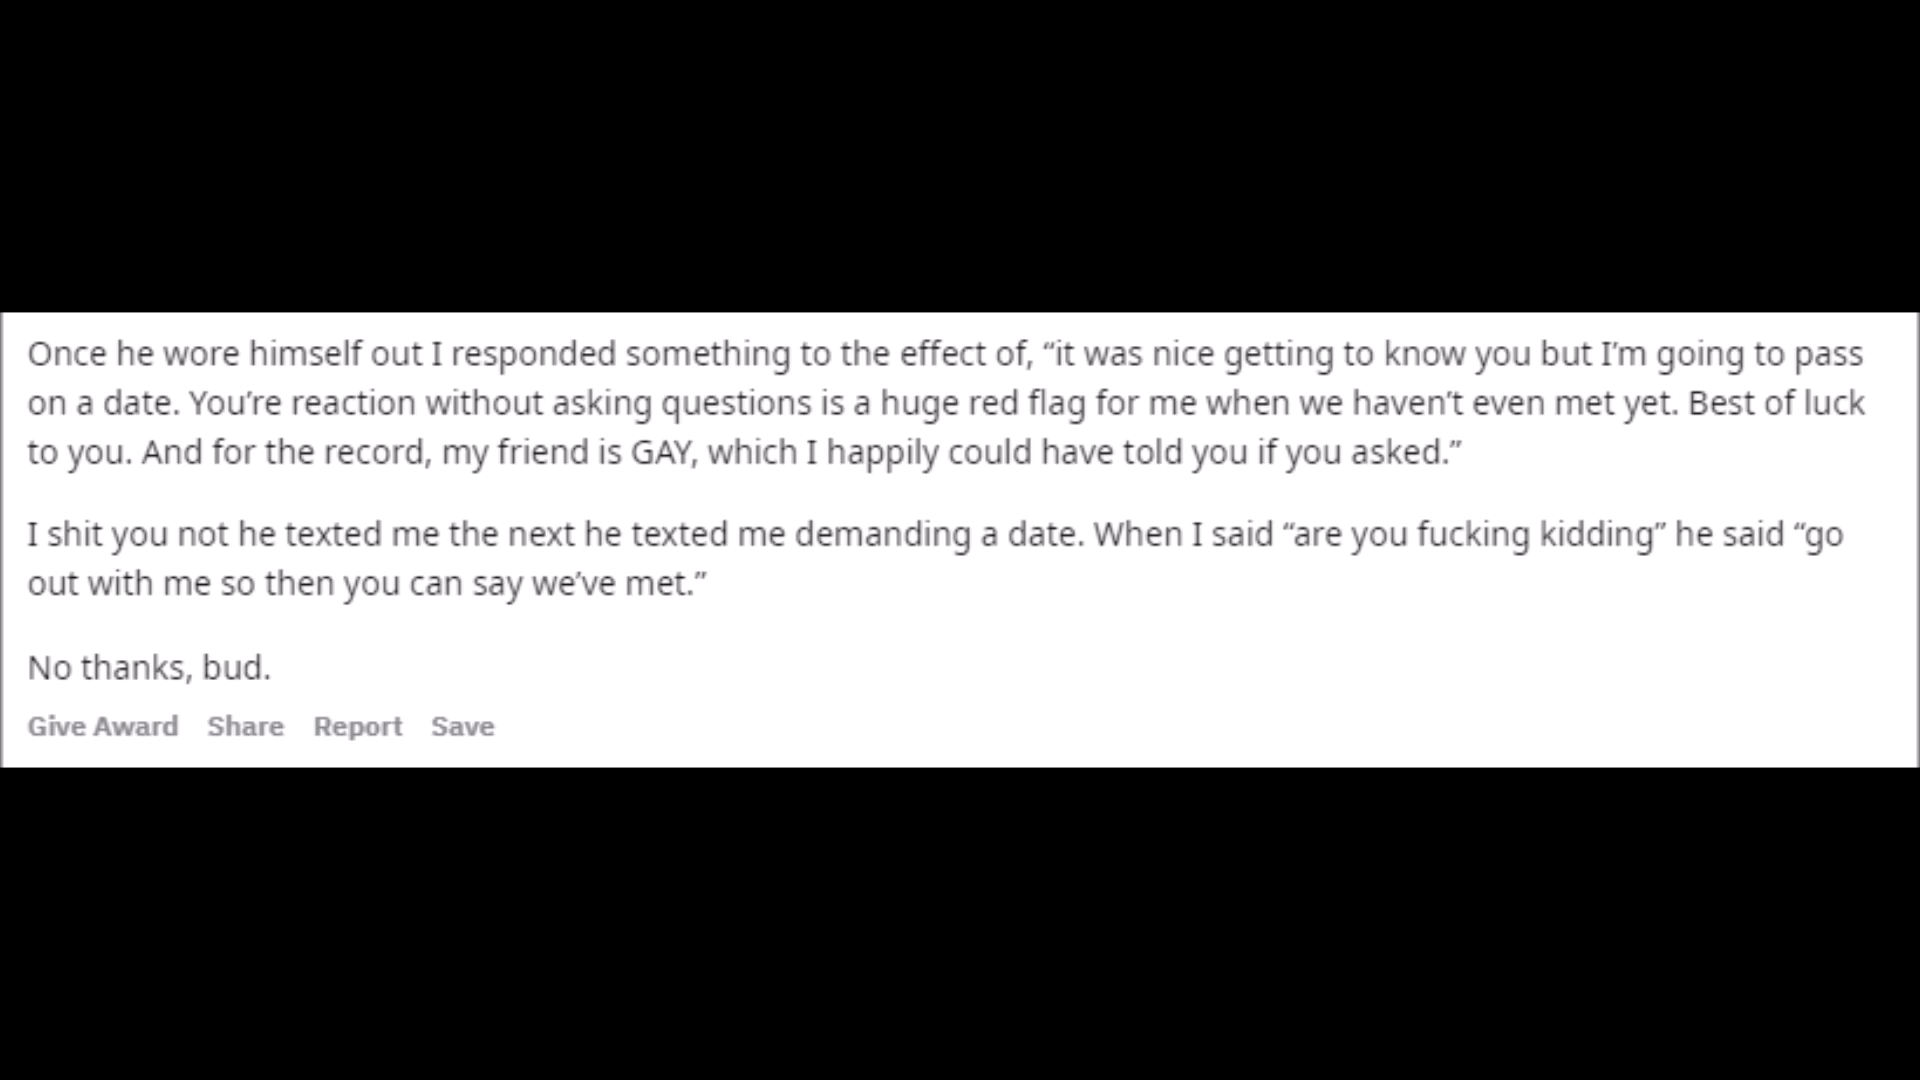 Once he wore himself out I responded something to the effect of, “it was nice getting to know you but I’m going to pass
on a date. You’re reaction without asking questions is a huge red flag for me when we haven’t even met yet. Best of luck
to you. And for the record, my friend is GAY, which I happily could have told you if you asked.”
I shit you not he texted me the next he texted me demanding a date. When I said “are you fucking kidding” he said “go
out with me so then you can say we’ve met.”
No thanks, bud.
Give Award Share Report Save